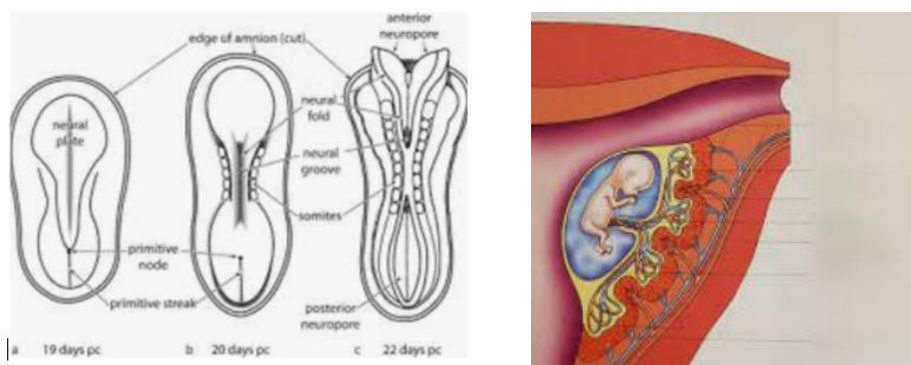 anterior
neuropore
edge of amnion (cut)
neural
plate
neural
fold
neural
groove
somites
primitive
node
primitive streak
posterior
neuropore
a 19 days pc b 20 days pc c 22 days pc